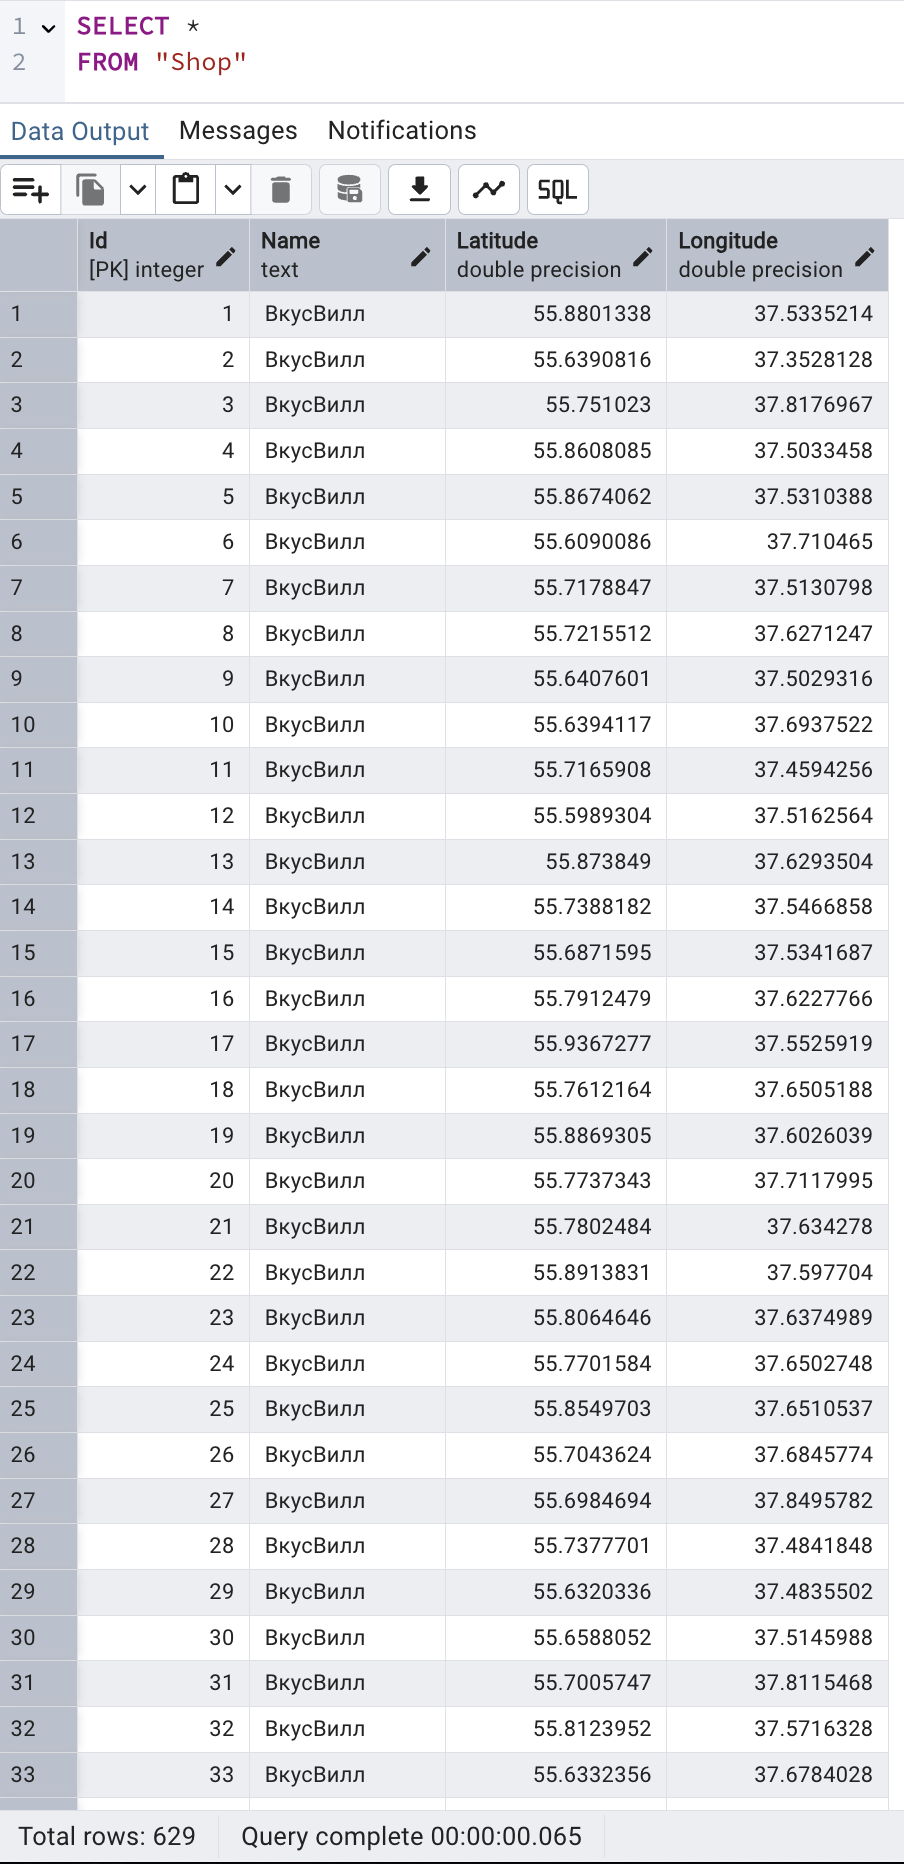 1 SELECT *
2 FROM "Shop"
Data Output Messages Notifications
SQL
Id Name Latitude Longitude
[PK] integer text double precision double precision
1 1 ВкусВилл 55.8801338 37.5335214
2 2 ВкусВилл 55.6390816 37.3528128
3 3 ВкусВилл 55.751023 37.8176967
4 4 ВкусВилл 55.8608085 37.5033458
5 5 ВкусВилл 55.8674062 37.5310388
6 6 ВкусВилл 55.6090086 37.710465
7 7 ВкусВилл 55.7178847 37.5130798
8 8 ВкусВилл 55.7215512 37.6271247
9 9 ВкусВилл 55.6407601 37.5029316
10 10 ВкусВилл 55.6394117 37.6937522
11 11 ВкусВилл 55.7165908 37.4594256
12 12 ВкусВилл 55.5989304 37.5162564
13 13 ВкусВилл 55.873849 37.6293504
14 14 ВкусВилл 55.7388182 37.5466858
15 15 ВкусВилл 55.6871595 37.5341687
16 16 ВкусВилл 55.7912479 37.6227766
17 17 ВкусВилл 55.9367277 37.5525919
18 18 ВкусВилл 55.7612164 37.6505188
19 19 ВкусВилл 55.8869305 37.6026039
20 20 ВкусВилл 55.7737343 37.7117995
21 21 ВкусВилл 55.7802484 37.634278
22 22 ВкусВилл 55.8913831 37.597704
23 23 ВкусВилл 55.8064646 37.6374989
24 24 ВкусВилл 55.7701584 37.6502748
25 25 ВкусВилл 55.8549703 37.6510537
26 26 ВкусВилл 55.7043624 37.6845774
27 27 ВкусВилл 55.6984694 37.8495782
28 28 ВкусВилл 55.7377701 37.4841848
29 29 ВкусВилл 55.6320336 37.4835502
30 30 ВкусВилл 55.6588052 37.5145988
31 31 ВкусВилл 55.7005747 37.8115468
32 32 ВкусВилл 55.8123952 37.5716328
33 33 ВкусВилл 55.6332356 37.6784028
Total rows: 629 Query complete 00:00:00.065